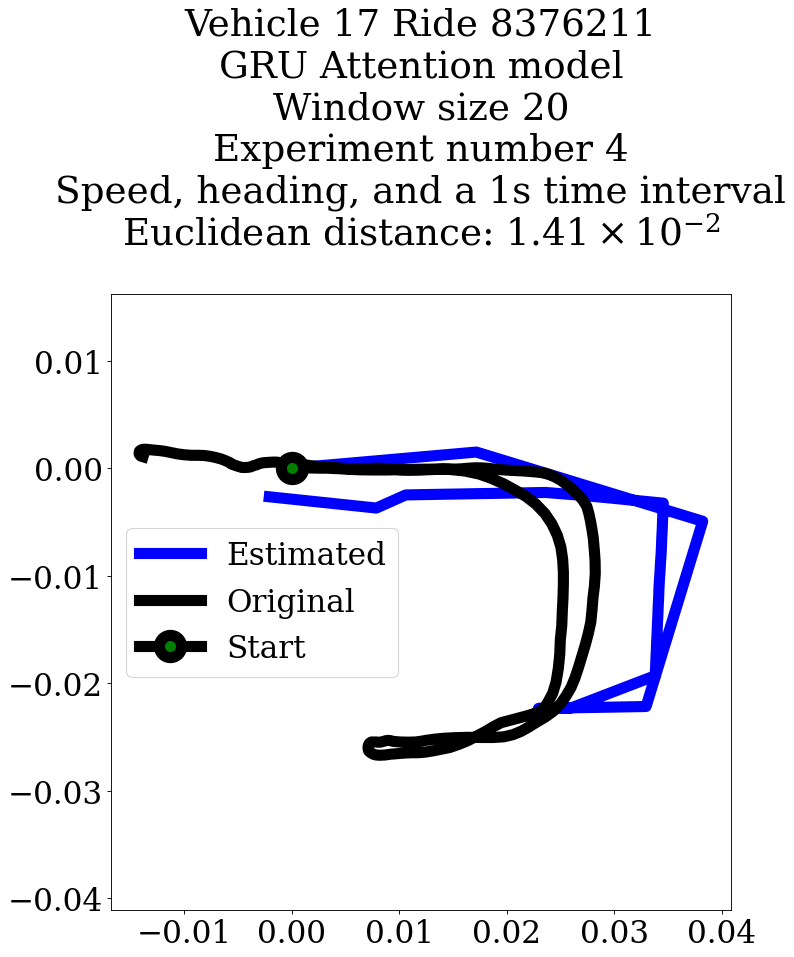 Vehicle 17 Ride 8376211
GRU Attention model
Window size 20
Experiment number 4
Speed, heading, and a 1s time interval
Euclidean distance: 1.41 × 10⁻²
0.01
0.00
−0.01
−0.02
−0.03
−0.04
Estimated
Original
Start
−0.01 0.00 0.01 0.02 0.03 0.04